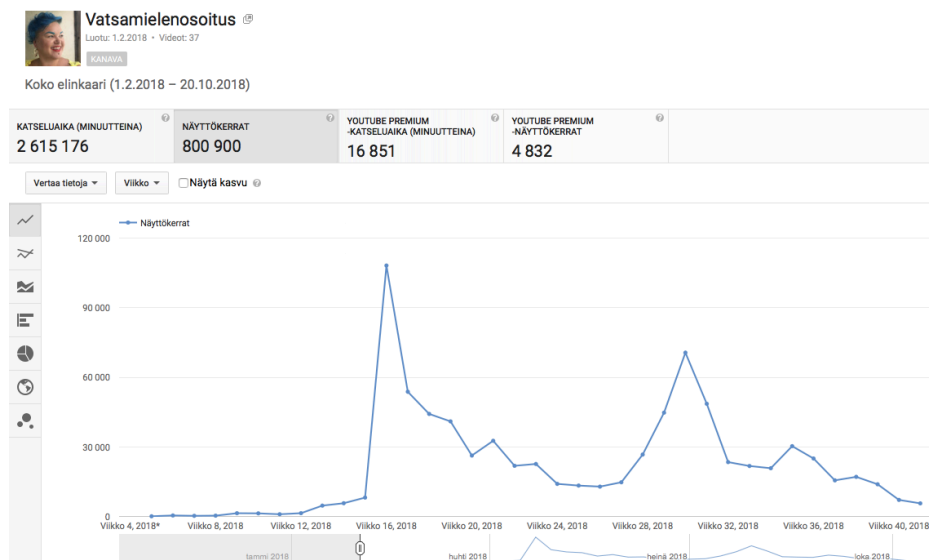 Vatsamielenosoitus
Luotu: 1.2.2018 • Videot: 37
KANAVA
Koko elinkaari (1.2.2018 – 20.10.2018)
KATSELUAIKA (MINUUTTEINA)
2 615 176
NÄYTTÖKERRAT
800 900
YOUTUBE PREMIUM
-KATSELUAIKA (MINUUTTEINA)
16 851
YOUTUBE PREMIUM
-NÄYTTÖKERRAT
4 832
Vertaa tietoja
Viikko
Näytä kasvu
Näyttökerrat
120 000
90 000
60 000
30 000
0
Viikko 4, 2018*
Viikko 8, 2018
Viikko 12, 2018
Viikko 16, 2018
Viikko 20, 2018
Viikko 24, 2018
Viikko 28, 2018
Viikko 32, 2018
Viikko 36, 2018
Viikko 40, 2018
tammi 2018
huhti 2018
heinä 2018
loka 2018